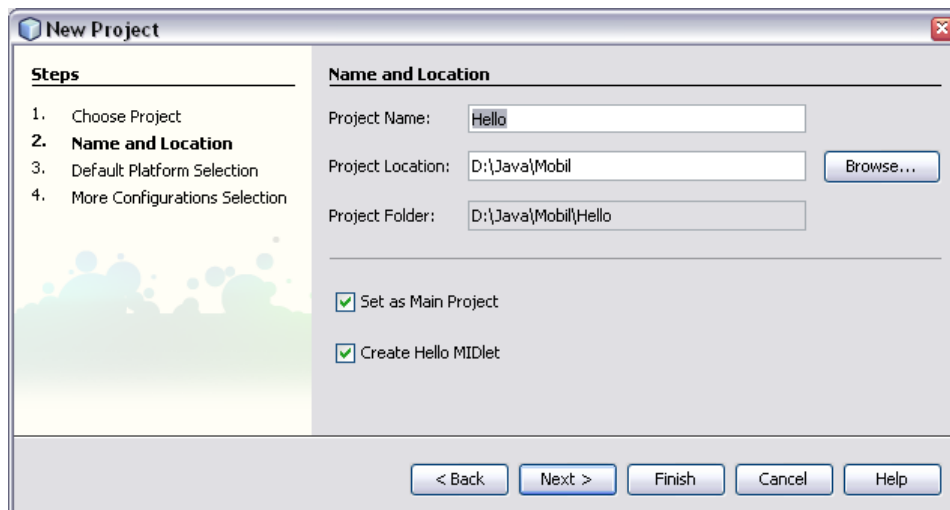 New Project
Steps
1. Choose Project
2. Name and Location
3. Default Platform Selection
4. More Configurations Selection
Name and Location
Project Name: Hello
Project Location: D:\Java\Mobil Browse...
Project Folder: D:\Java\Mobil\Hello
Set as Main Project
Create Hello MIDlet
< Back Next > Finish Cancel Help